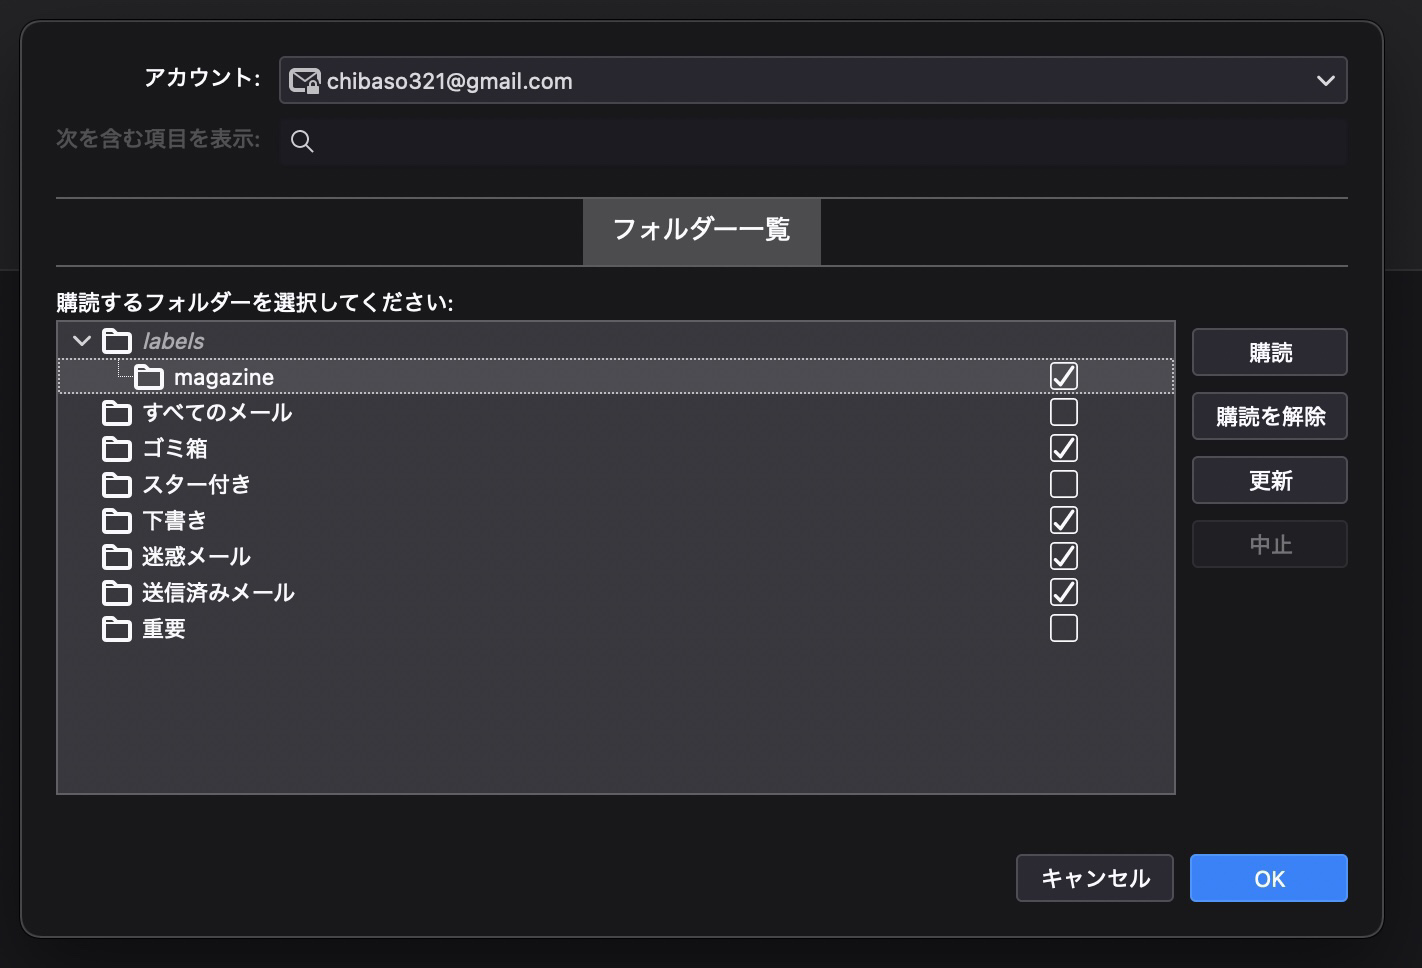 アカウント:
chibaso321@gmail.com
次を含む項目を表示:
フォルダー一覧
購読するフォルダーを選択してください:
labels
購読
magazine
すべてのメール
購読を解除
ゴミ箱
スター付き
更新
下書き
中止
迷惑メール
送信済みメール
重要
キャンセル
OK